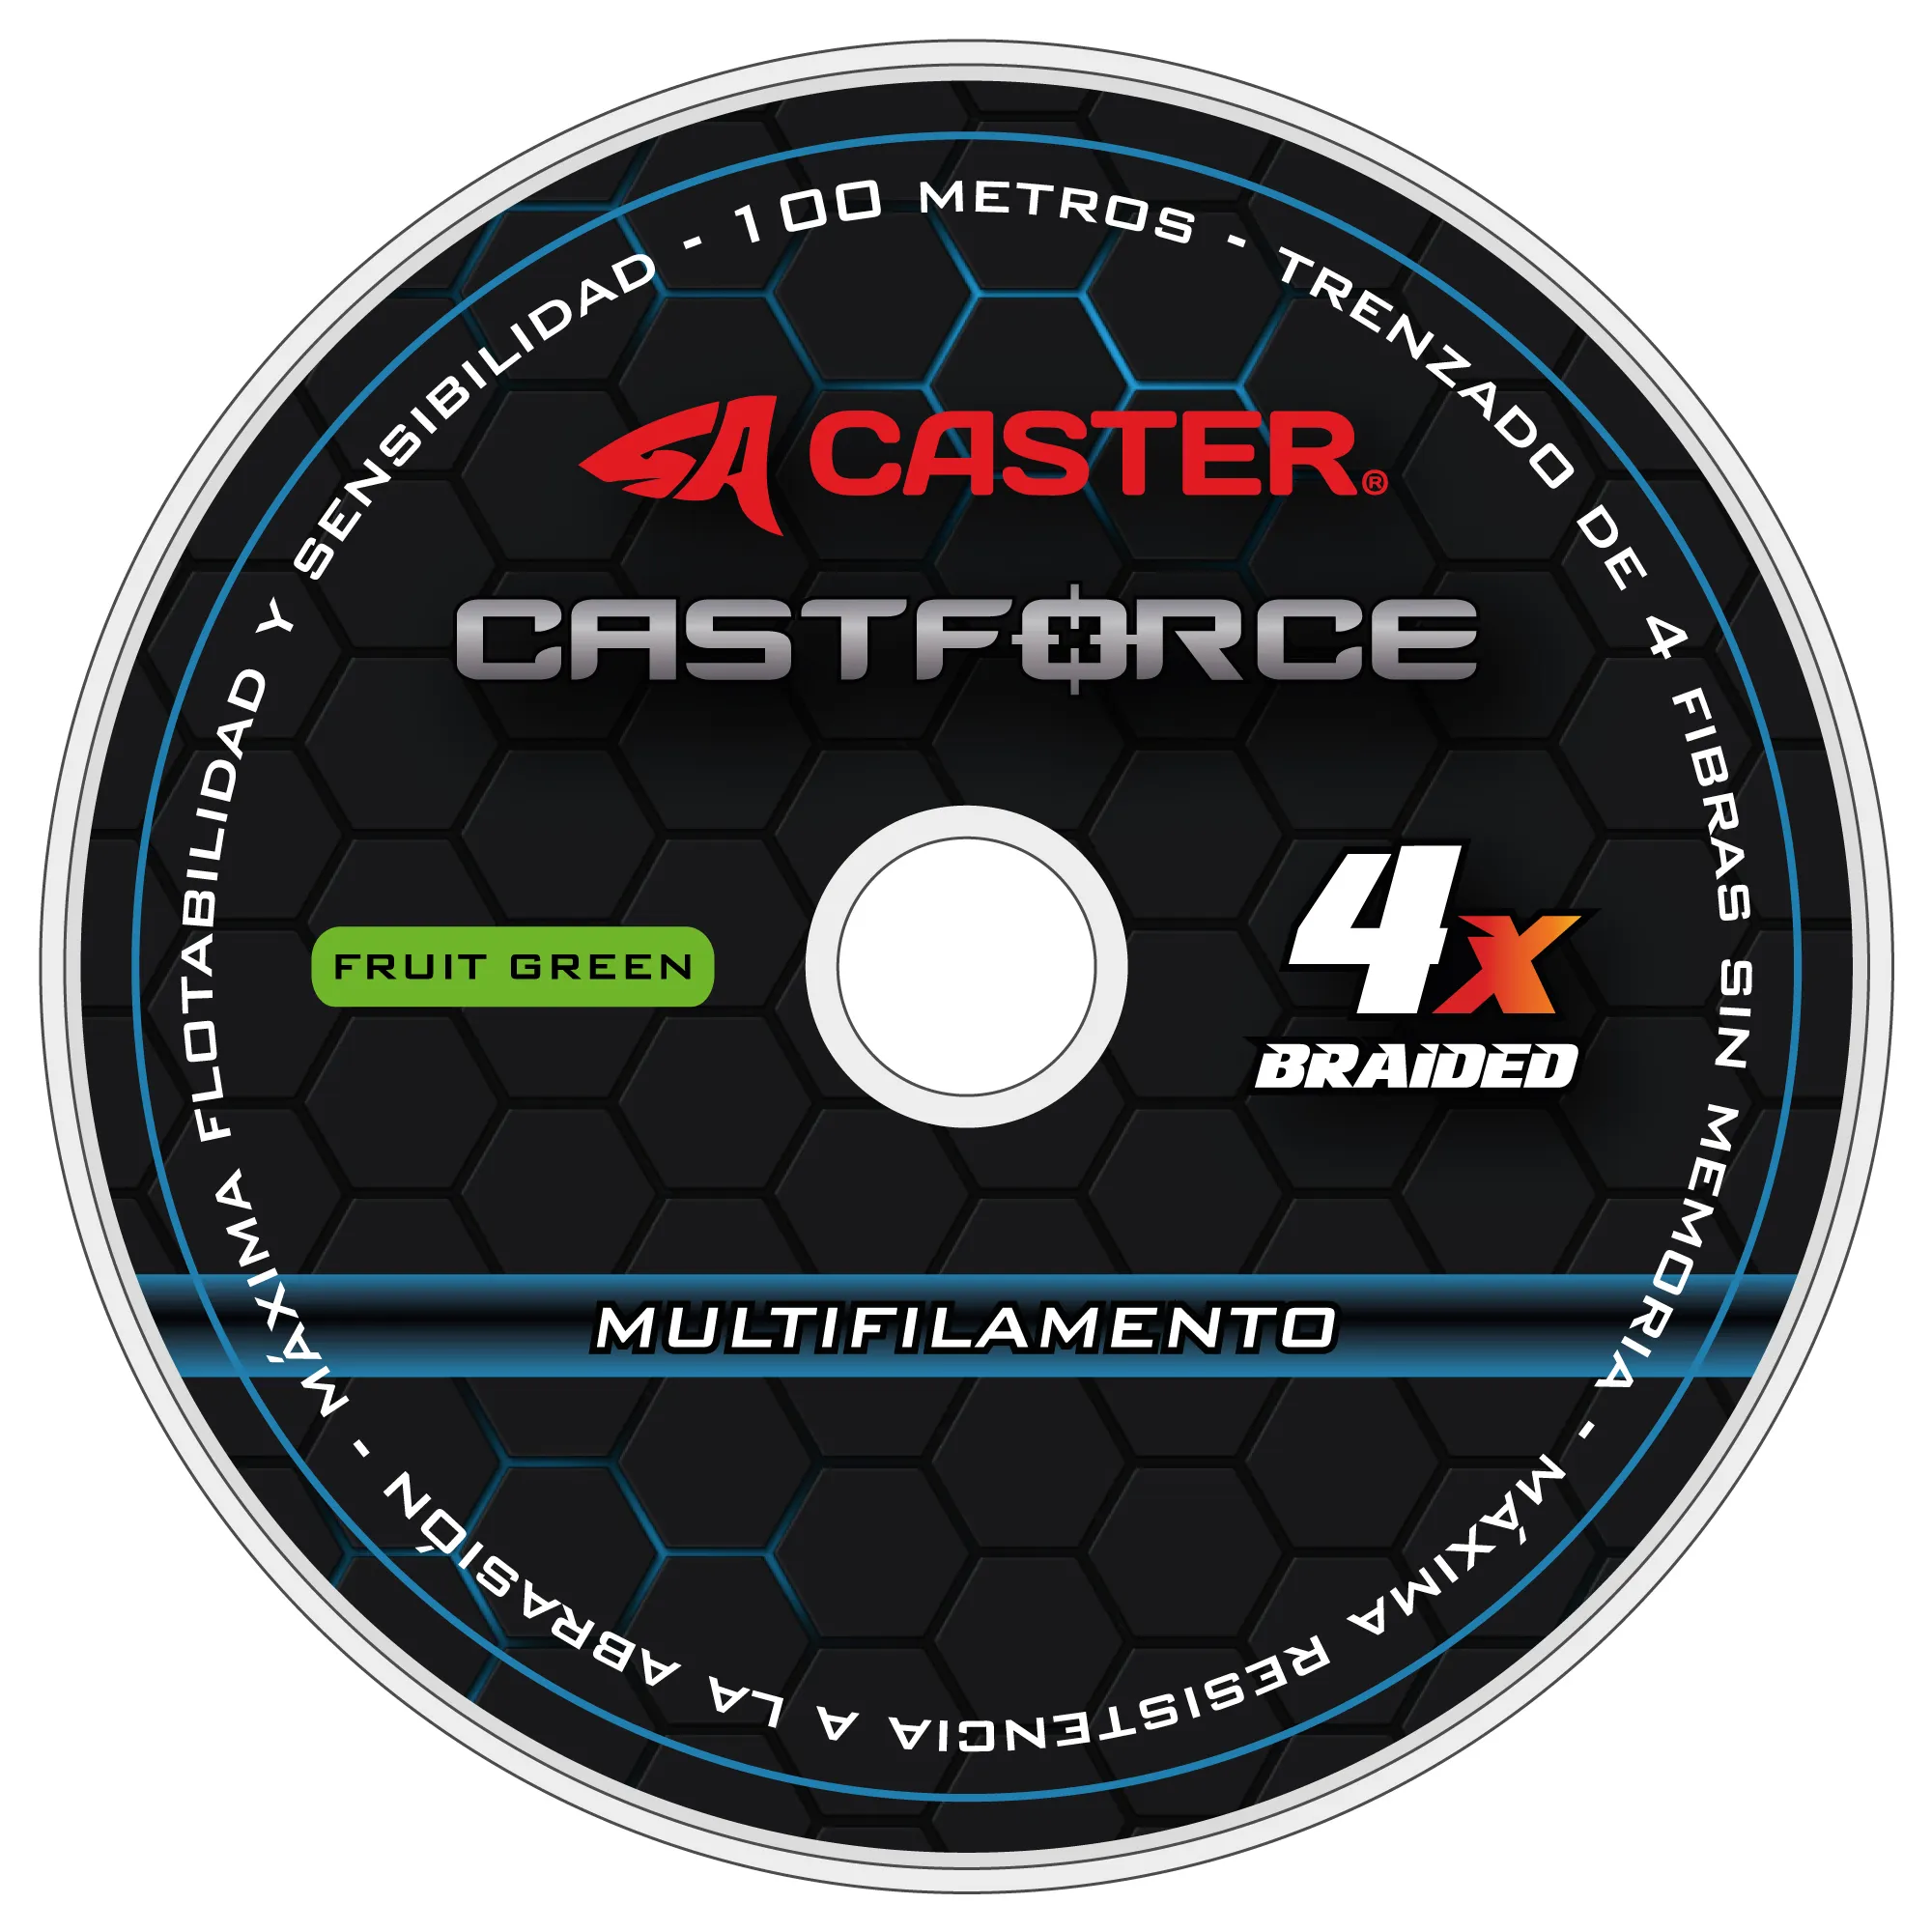 100 METROS - TRENZADO DE 4 FIBRAS SIN MEMORIA - MÁXIMA RESISTENCIA A LA ABRASIÓN - MÁXIMA FLOTABILIDAD Y SENSIBILIDAD -
CASTER®
CASTFORCE
FRUIT GREEN
4X
BRAIDED
MULTIFILAMENTO